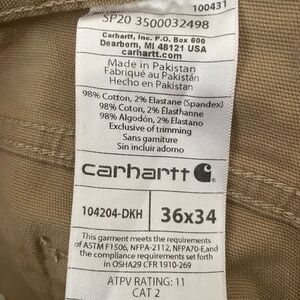 100431
SP20 3500032498
Carhartt, Inc. P.O. Box 600
Dearborn, MI 48121 USA
carhartt.com
Made in Pakistan
Fabriqué au Pakistán
Hecho en Pakistán
98% Cotton, 2% Elastane (Spandex)
98% Coton, 2% Élasthanne
98% Algodón, 2% Elastano
Exclusive of trimming
Sans garniture
Sin incluir adorno
carhartt
104204-DKH
36x34
This garment meets the requirements
of ASTM F1506, NFPA-2112, NFPA70-E,and
the compliance requirements set forth
in OSHA29 CFR 1910-269
ATPV RATING: 11
CAT 2